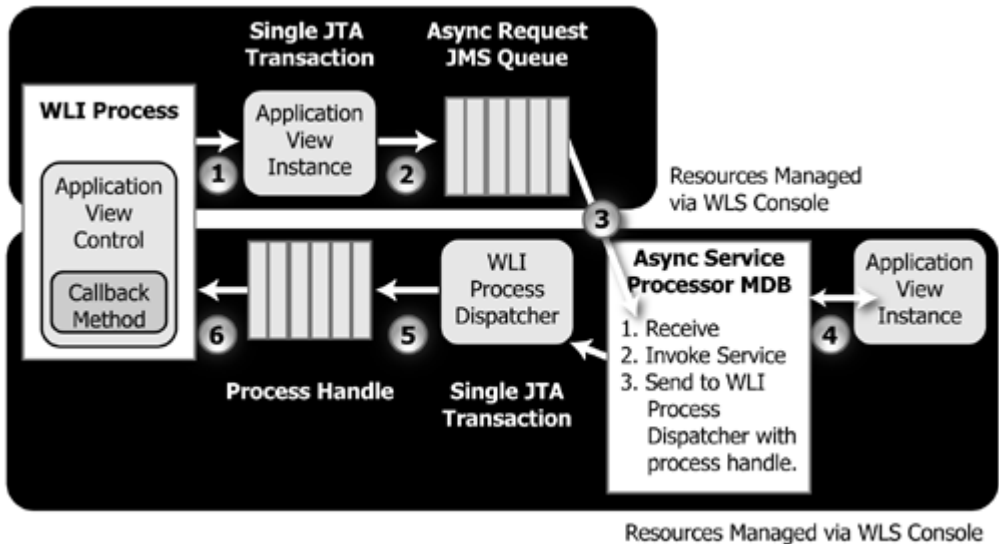 Single JTA
Transaction
Async Request
JMS Queue
WLI Process
Application
View
Control
Callback
Method
1
Application
View
Instance
2
3
Resources Managed
via WLS Console
Async Service
Processor MDB
1. Receive
2. Invoke Service
3. Send to WLI
Process
Dispatcher with
process handle.
4
Application
View
Instance
WLI
Process
Dispatcher
5
6
Process Handle
Single JTA
Transaction
Resources Managed via WLS Console